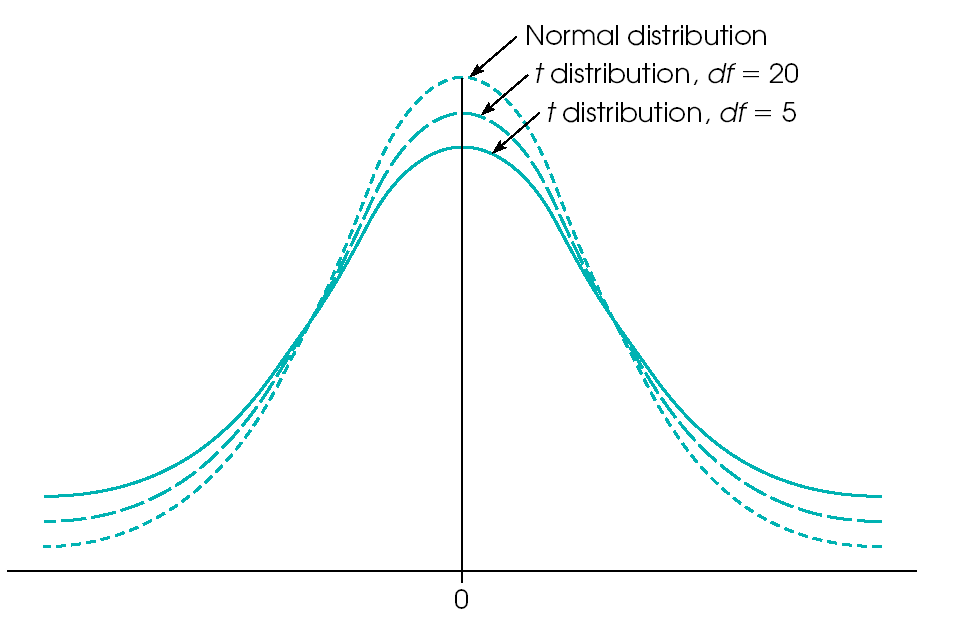 Normal distribution
t distribution, df = 20
t distribution, df = 5
0